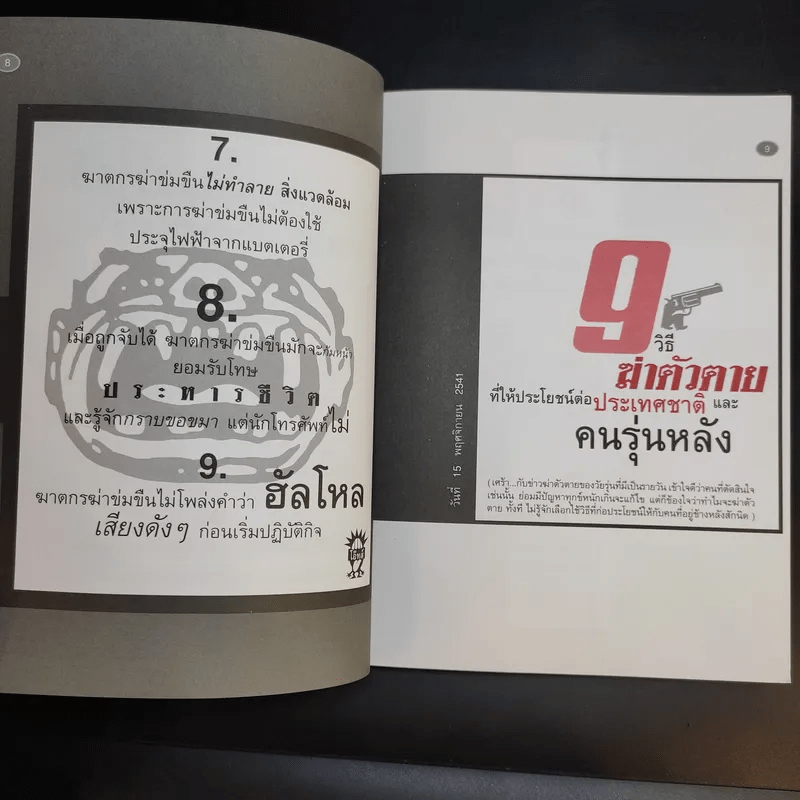 8
7.
ฆาตกรฆ่าข่มขืนไม่ทำลาย สิ่งแวดล้อม
เพราะการฆ่าข่มขืนไม่ต้องใช้
ประจุไฟฟ้าจากแบตเตอรี่
8.
เมื่อถูกจับได้ ฆาตกรฆ่าข่มขืนมักจะก้มหน้า
ยอมรับโทษ
ประหารชีวิต
และรู้จักกราบขอขมา แต่นักโทรศัพท์ไม่
9.
ฆาตกรฆ่าข่มขืนไม่โพล่งคำว่า ฮัลโหล
เสียงดังๆ ก่อนเริ่มปฏิบัติกิจ
9
วันที่ 15 พฤศจิกายน 2541
9
วิธี
ฆ่าตัวตาย
ที่ให้ประโยชน์ต่อประเทศชาติ และ
คนรุ่นหลัง
(เศร้า...กับข่าวฆ่าตัวตายของวัยรุ่นที่มีเป็นรายวัน เข้าใจดีว่าคนที่ตัดสินใจ
เช่นนั้น ย่อมมีปัญหาทุกข์หนักเกินจะแก้ไข แต่ก็ข้องใจว่าทำไมจะฆ่าตัว
ตาย ทั้งที ไม่รู้จักเลือกใช้วิธีที่ก่อประโยชน์ให้กับคนที่อยู่ข้างหลังสักนิด )